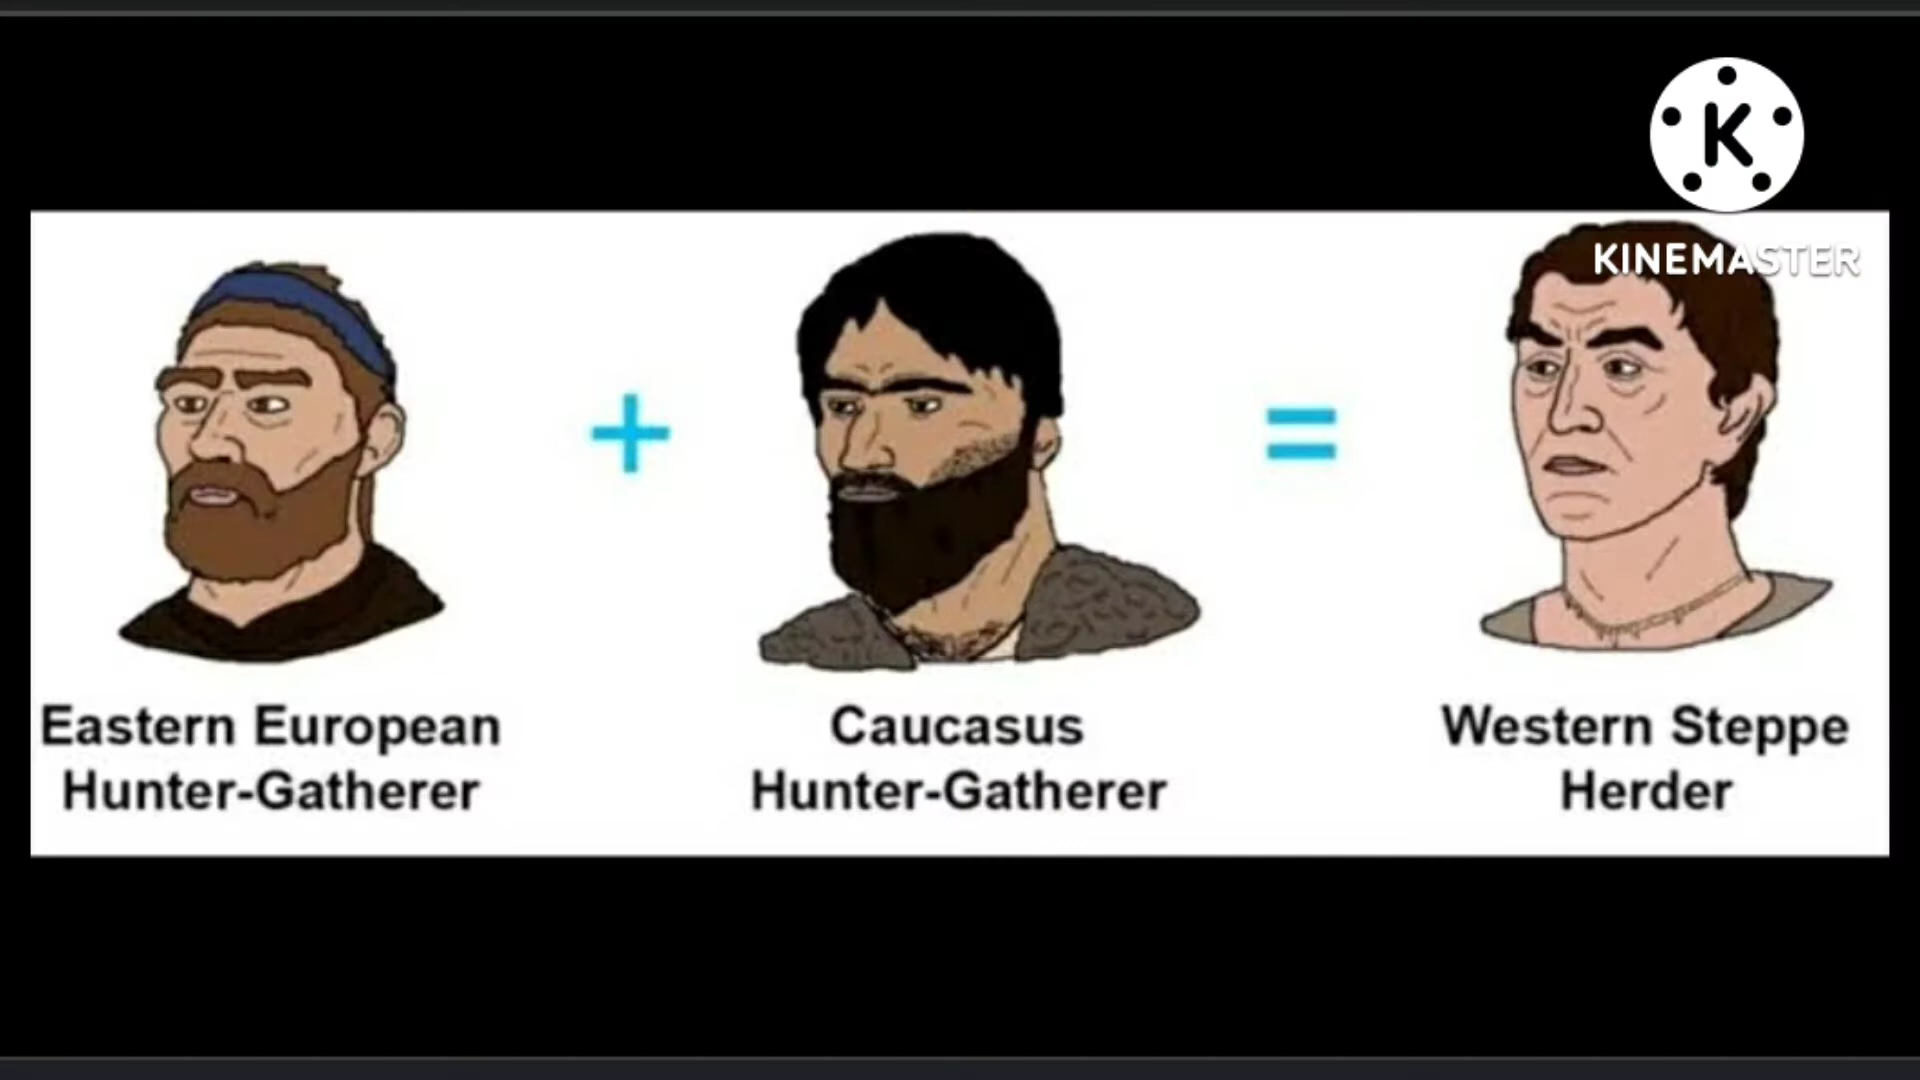 K
KINEMASTER
+
=
Eastern European
Hunter-Gatherer
Caucasus
Hunter-Gatherer
Western Steppe
Herder